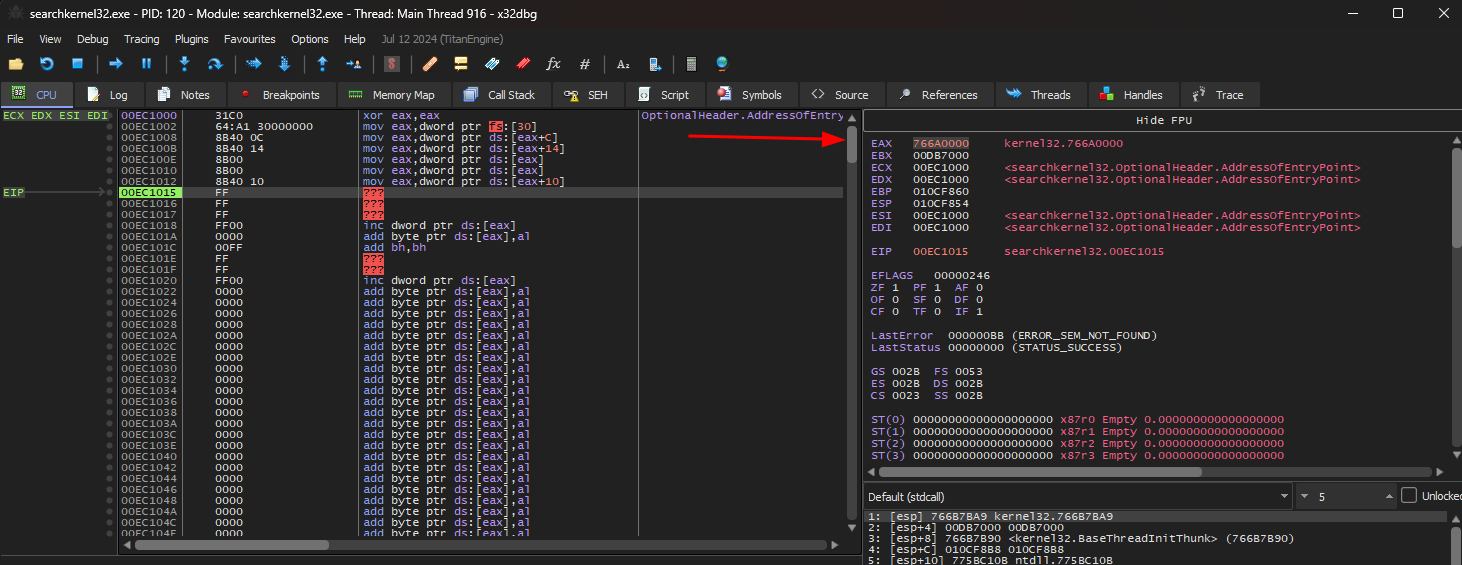 searchkernel32.exe - PID: 120 - Module: searchkernel32.exe - Thread: Main Thread 916 - x32dbg
File View Debug Tracing Plugins Favourites Options Help Jul 12 2024 (TitanEngine)
CPU Log Notes Breakpoints Memory Map Call Stack SEH Script Symbols Source References Threads Handles Trace
ECX EDX ESI EDI 00EC1000 31C0 xor eax,eax OptionalHeader.AddressOfEntry
00EC1002 64:A1 30000000 mov eax,dword ptr fs:[30]
00EC1008 8B40 0C mov eax,dword ptr ds:[eax+C]
00EC100B 8B40 14 mov eax,dword ptr ds:[eax+14]
00EC100E 8B00 mov eax,dword ptr ds:[eax]
00EC1010 8B00 mov eax,dword ptr ds:[eax]
00EC1012 8B40 10 mov eax,dword ptr ds:[eax+10]
EIP 00EC1015 FF ???
00EC1016 FF ???
00EC1017 FF ???
00EC1018 FF00 inc dword ptr ds:[eax]
00EC101A 0000 add byte ptr ds:[eax],al
00EC101C 00FF add bh,bh
00EC101E FF ???
00EC101F FF ???
00EC1020 FF00 inc dword ptr ds:[eax]
00EC1022 0000 add byte ptr ds:[eax],al
00EC1024 0000 add byte ptr ds:[eax],al
00EC1026 0000 add byte ptr ds:[eax],al
00EC1028 0000 add byte ptr ds:[eax],al
00EC102A 0000 add byte ptr ds:[eax],al
00EC102C 0000 add byte ptr ds:[eax],al
00EC102E 0000 add byte ptr ds:[eax],al
00EC1030 0000 add byte ptr ds:[eax],al
00EC1032 0000 add byte ptr ds:[eax],al
00EC1034 0000 add byte ptr ds:[eax],al
00EC1036 0000 add byte ptr ds:[eax],al
00EC1038 0000 add byte ptr ds:[eax],al
00EC103A 0000 add byte ptr ds:[eax],al
00EC103C 0000 add byte ptr ds:[eax],al
00EC103E 0000 add byte ptr ds:[eax],al
00EC1040 0000 add byte ptr ds:[eax],al
00EC1042 0000 add byte ptr ds:[eax],al
00EC1044 0000 add byte ptr ds:[eax],al
00EC1046 0000 add byte ptr ds:[eax],al
00EC1048 0000 add byte ptr ds:[eax],al
00EC104A 0000 add byte ptr ds:[eax],al
00EC104C 0000 add byte ptr ds:[eax],al
00EC104E 0000 add byte ptr ds:[eax],al
Hide FPU
EAX 766A0000 kernel32.766A0000
EBX 00DB7000
ECX 00EC1000 <searchkernel32.OptionalHeader.AddressOfEntryPoint>
EDX 00EC1000 <searchkernel32.OptionalHeader.AddressOfEntryPoint>
EBP 010CF860
ESP 010CF854
ESI 00EC1000 <searchkernel32.OptionalHeader.AddressOfEntryPoint>
EDI 00EC1000 <searchkernel32.OptionalHeader.AddressOfEntryPoint>
EIP 00EC1015 searchkernel32.00EC1015
EFLAGS 00000246
ZF 1 PF 1 AF 0
OF 0 SF 0 DF 0
CF 0 TF 0 IF 1
LastError 000000BB (ERROR_SEM_NOT_FOUND)
LastStatus 00000000 (STATUS_SUCCESS)
GS 002B FS 0053
ES 002B DS 002B
CS 0023 SS 002B
ST(0) 00000000000000000000 x87r0 Empty 0.000000000000000000
ST(1) 00000000000000000000 x87r1 Empty 0.000000000000000000
ST(2) 00000000000000000000 x87r2 Empty 0.000000000000000000
ST(3) 00000000000000000000 x87r3 Empty 0.000000000000000000
Default (stdcall) 5 Unlocked
1: [esp] 766B7BA9 kernel32.766B7BA9
2: [esp+4] 00DB7000 00DB7000
3: [esp+8] 766B7B90 <kernel32.BaseThreadInitThunk> (766B7B90)
4: [esp+C] 010CF8B8 010CF8B8
5: [esp+10] 775BC10B ntdll.775BC10B